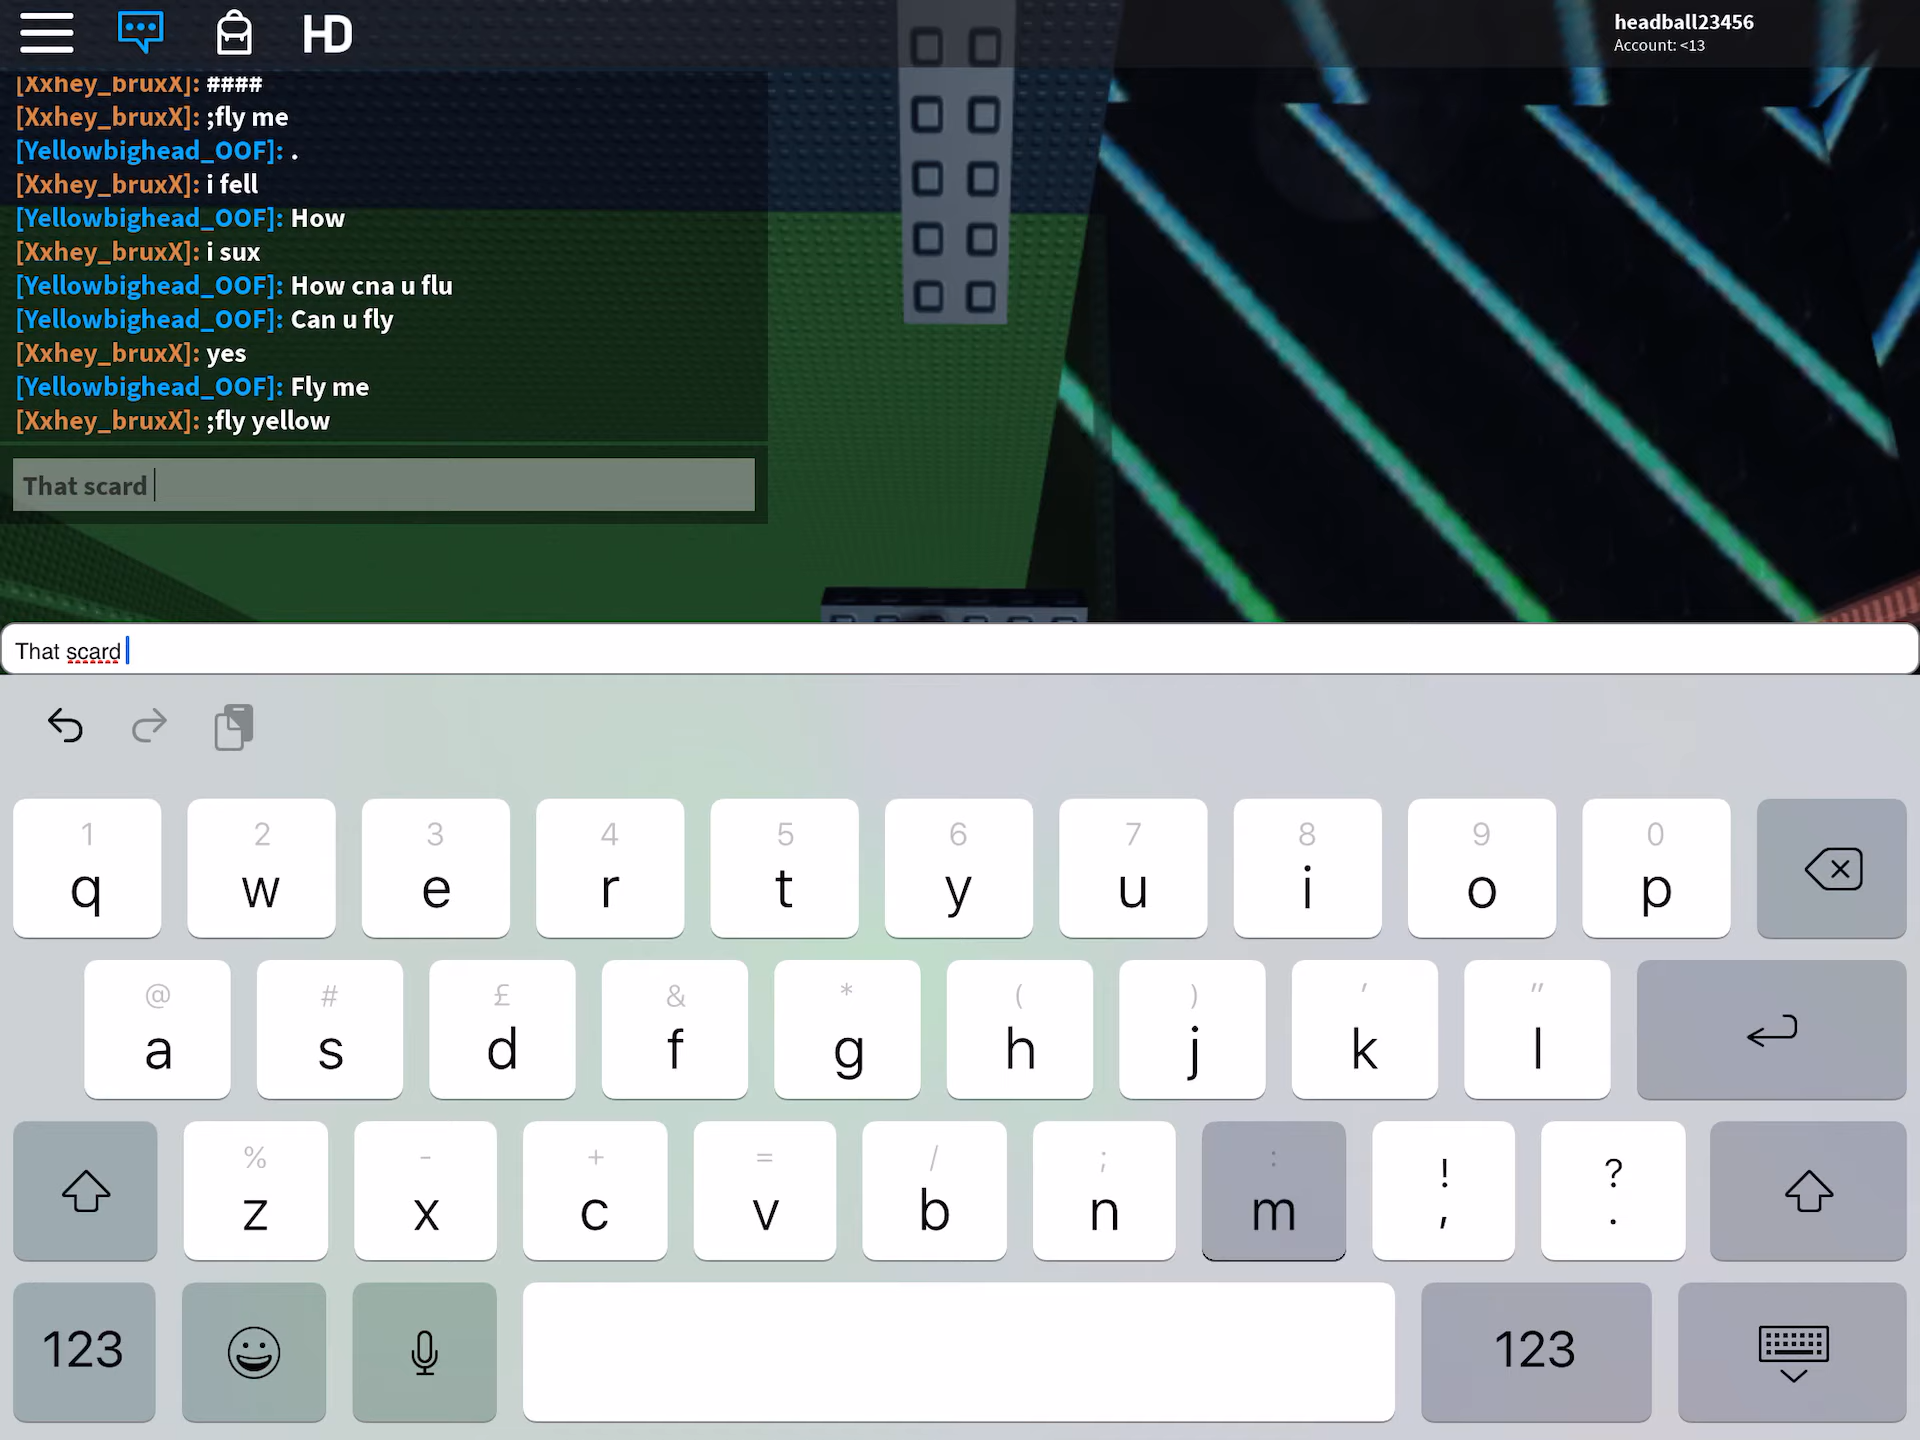 HD
headball23456
Account: <13
[Xxhey_bruxX]: ####
[Xxhey_bruxX]: ;fly me
[Yellowbighead_OOF]: .
[Xxhey_bruxX]: i fell
[Yellowbighead_OOF]: How
[Xxhey_bruxX]: i sux
[Yellowbighead_OOF]: How cna u flu
[Yellowbighead_OOF]: Can u fly
[Xxhey_bruxX]: yes
[Yellowbighead_OOF]: Fly me
[Xxhey_bruxX]: ;fly yellow
That scard
That scard
1 2 3 4 5 6 7 8 9 0
q w e r t y u i o p
@ # £ & * ( ) ' "
a s d f g h j k l
% - + = / ; : ! ?
z x c v b n m , .
123 123